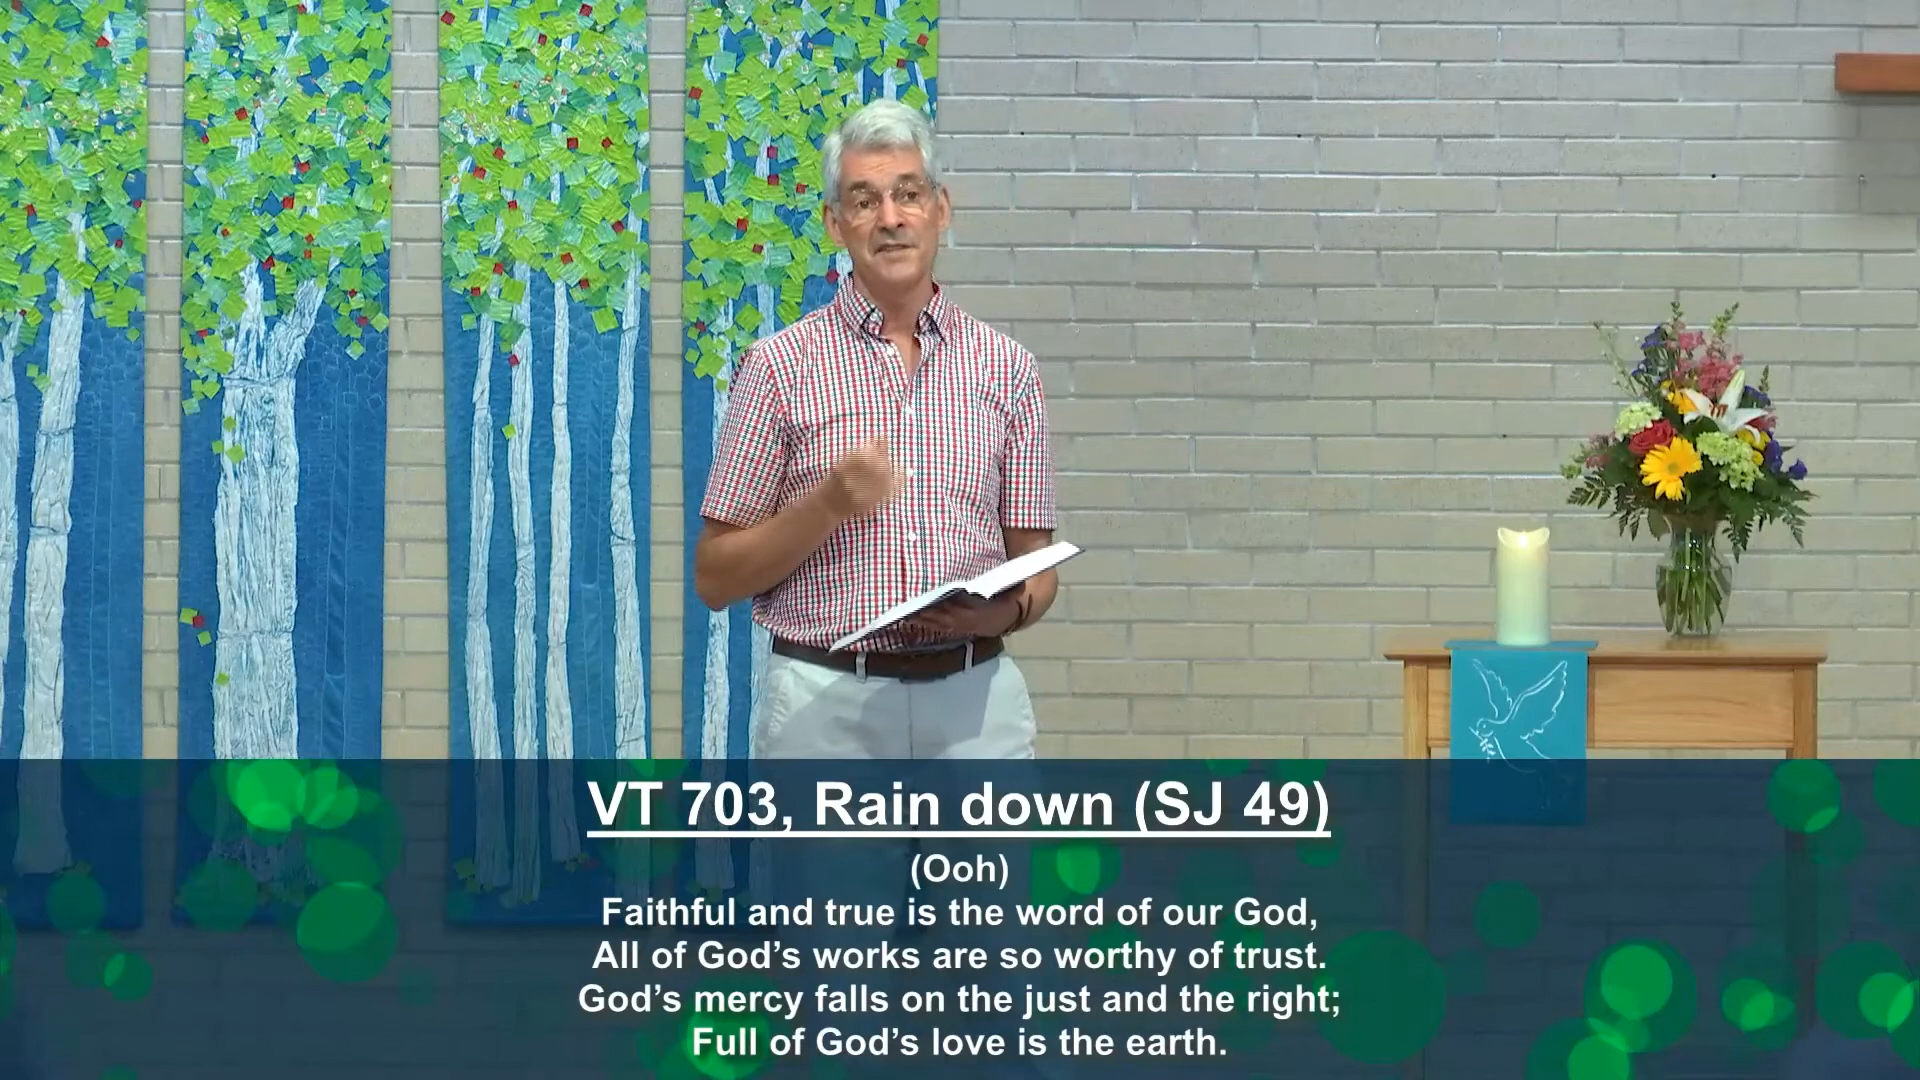 VT 703, Rain down (SJ 49)
(Ooh)
Faithful and true is the word of our God,
All of God’s works are so worthy of trust.
God’s mercy falls on the just and the right;
Full of God’s love is the earth.